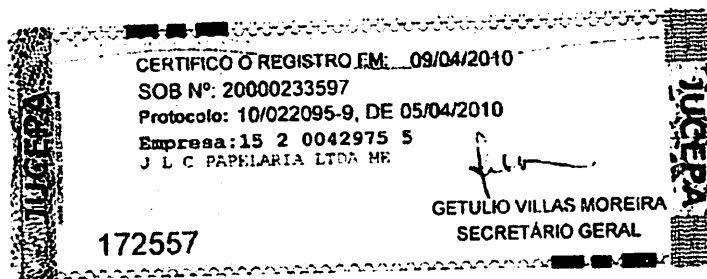 JUCEPA
CERTIFICO O REGISTRO EM: 09/04/2010
SOB Nº: 20000233597
Protocolo: 10/022095-9, DE 05/04/2010
Empresa:15 2 0042975 5
J L C PAPELARIA LTDA ME
GETULIO VILLAS MOREIRA
SECRETÁRIO GERAL
172557
JUCEPA